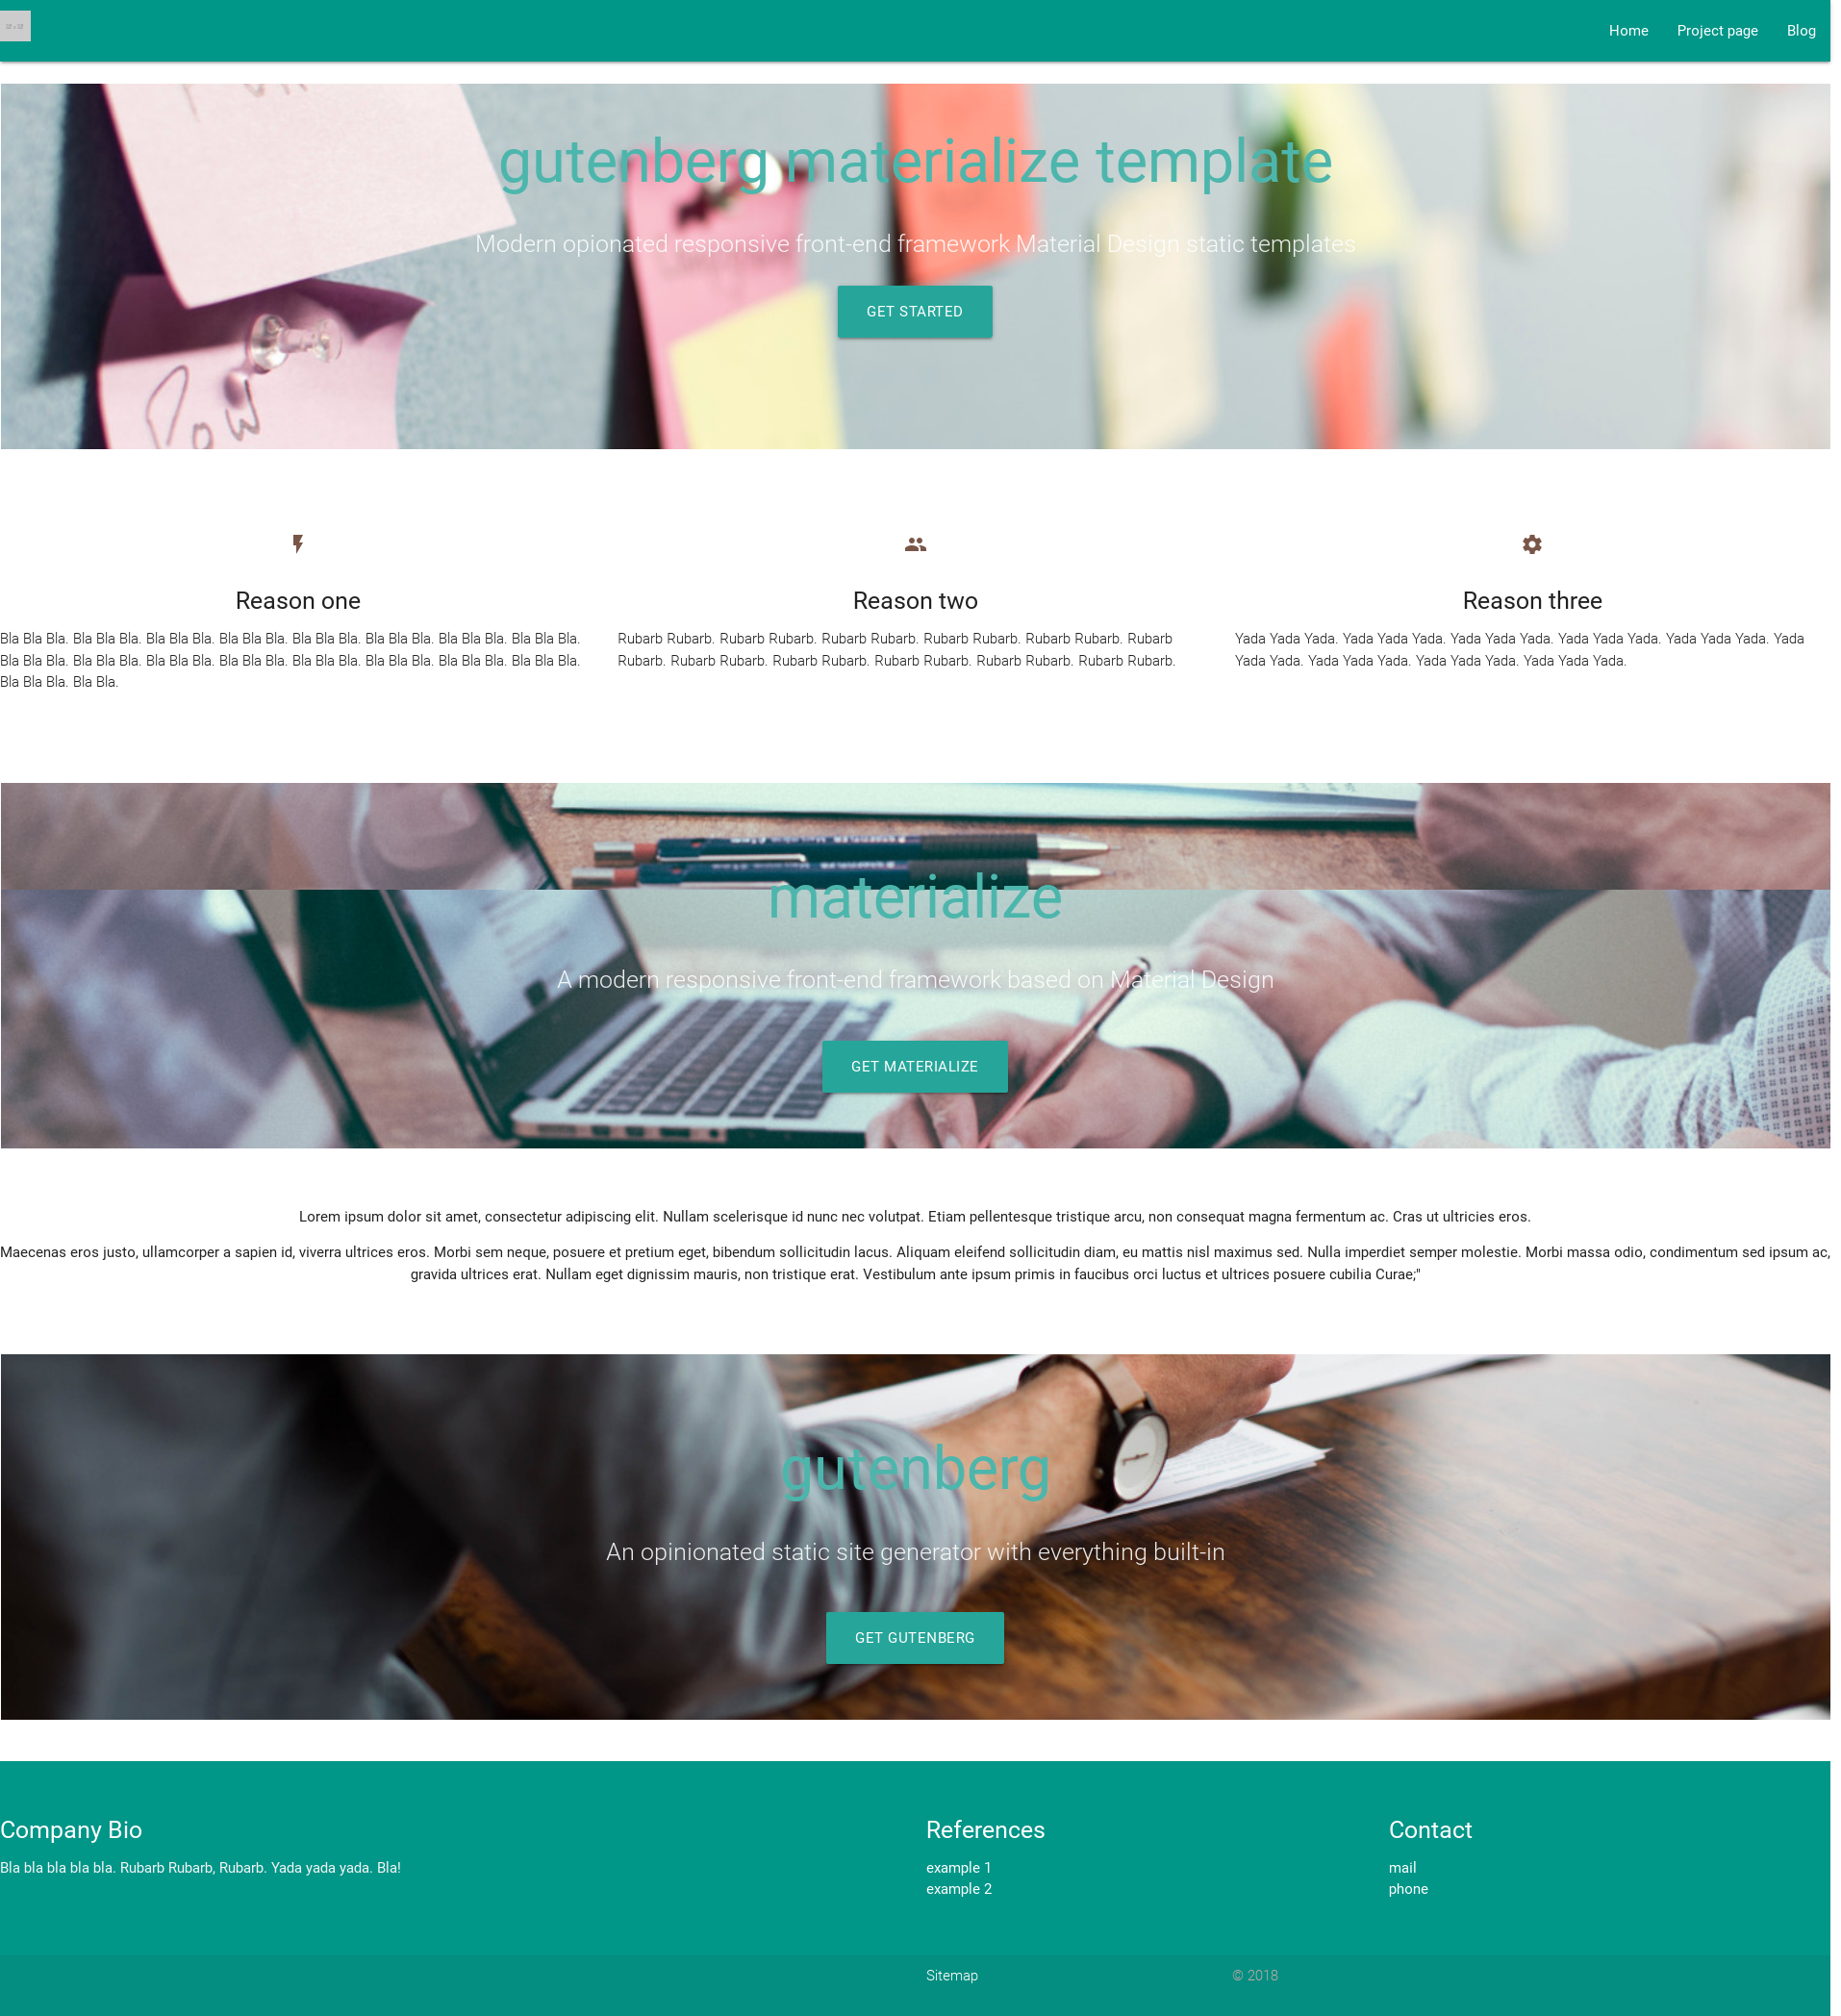 Home Project page Blog
gutenberg materialize template
Modern opionated responsive front-end framework Material Design static templates
GET STARTED
Pow
Reason one
Bla Bla Bla. Bla Bla Bla. Bla Bla Bla. Bla Bla Bla. Bla Bla Bla. Bla Bla Bla. Bla Bla Bla. Bla Bla Bla.
Bla Bla Bla. Bla Bla Bla. Bla Bla Bla. Bla Bla Bla. Bla Bla Bla. Bla Bla Bla. Bla Bla Bla. Bla Bla Bla.
Bla Bla Bla. Bla Bla.
Reason two
Rubarb Rubarb. Rubarb Rubarb. Rubarb Rubarb. Rubarb Rubarb. Rubarb Rubarb. Rubarb
Rubarb. Rubarb Rubarb. Rubarb Rubarb. Rubarb Rubarb. Rubarb Rubarb. Rubarb Rubarb.
Reason three
Yada Yada Yada. Yada Yada Yada. Yada Yada Yada. Yada Yada Yada. Yada Yada Yada. Yada
Yada Yada. Yada Yada Yada. Yada Yada Yada. Yada Yada Yada.
materialize
A modern responsive front-end framework based on Material Design
GET MATERIALIZE
Lorem ipsum dolor sit amet, consectetur adipiscing elit. Nullam scelerisque id nunc nec volutpat. Etiam pellentesque tristique arcu, non consequat magna fermentum ac. Cras ut ultricies eros.
Maecenas eros justo, ullamcorper a sapien id, viverra ultrices eros. Morbi sem neque, posuere et pretium eget, bibendum sollicitudin lacus. Aliquam eleifend sollicitudin diam, eu mattis nisl maximus sed. Nulla imperdiet semper molestie. Morbi massa odio, condimentum sed ipsum ac,
gravida ultrices erat. Nullam eget dignissim mauris, non tristique erat. Vestibulum ante ipsum primis in faucibus orci luctus et ultrices posuere cubilia Curae;"
gutenberg
An opinionated static site generator with everything built-in
GET GUTENBERG
Company Bio
Bla bla bla bla bla. Rubarb Rubarb, Rubarb. Yada yada yada. Bla!
References
example 1
example 2
Contact
mail
phone
Sitemap
© 2018